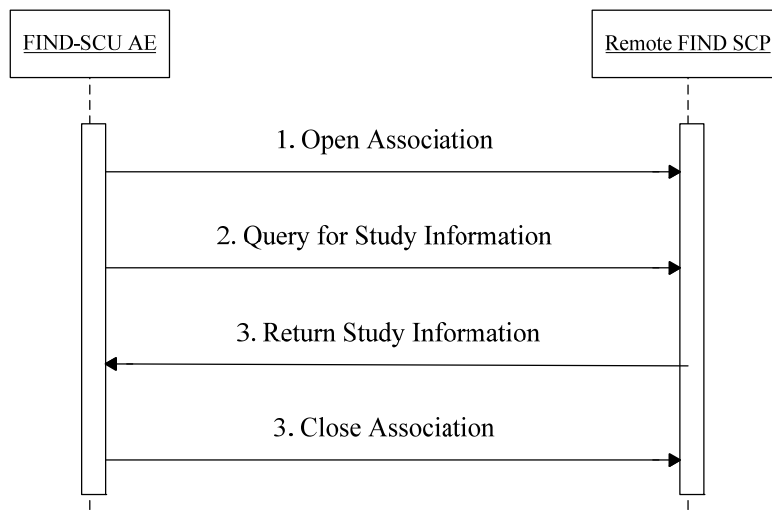 FIND-SCU AE
Remote FIND SCP
1. Open Association
2. Query for Study Information
3. Return Study Information
3. Close Association